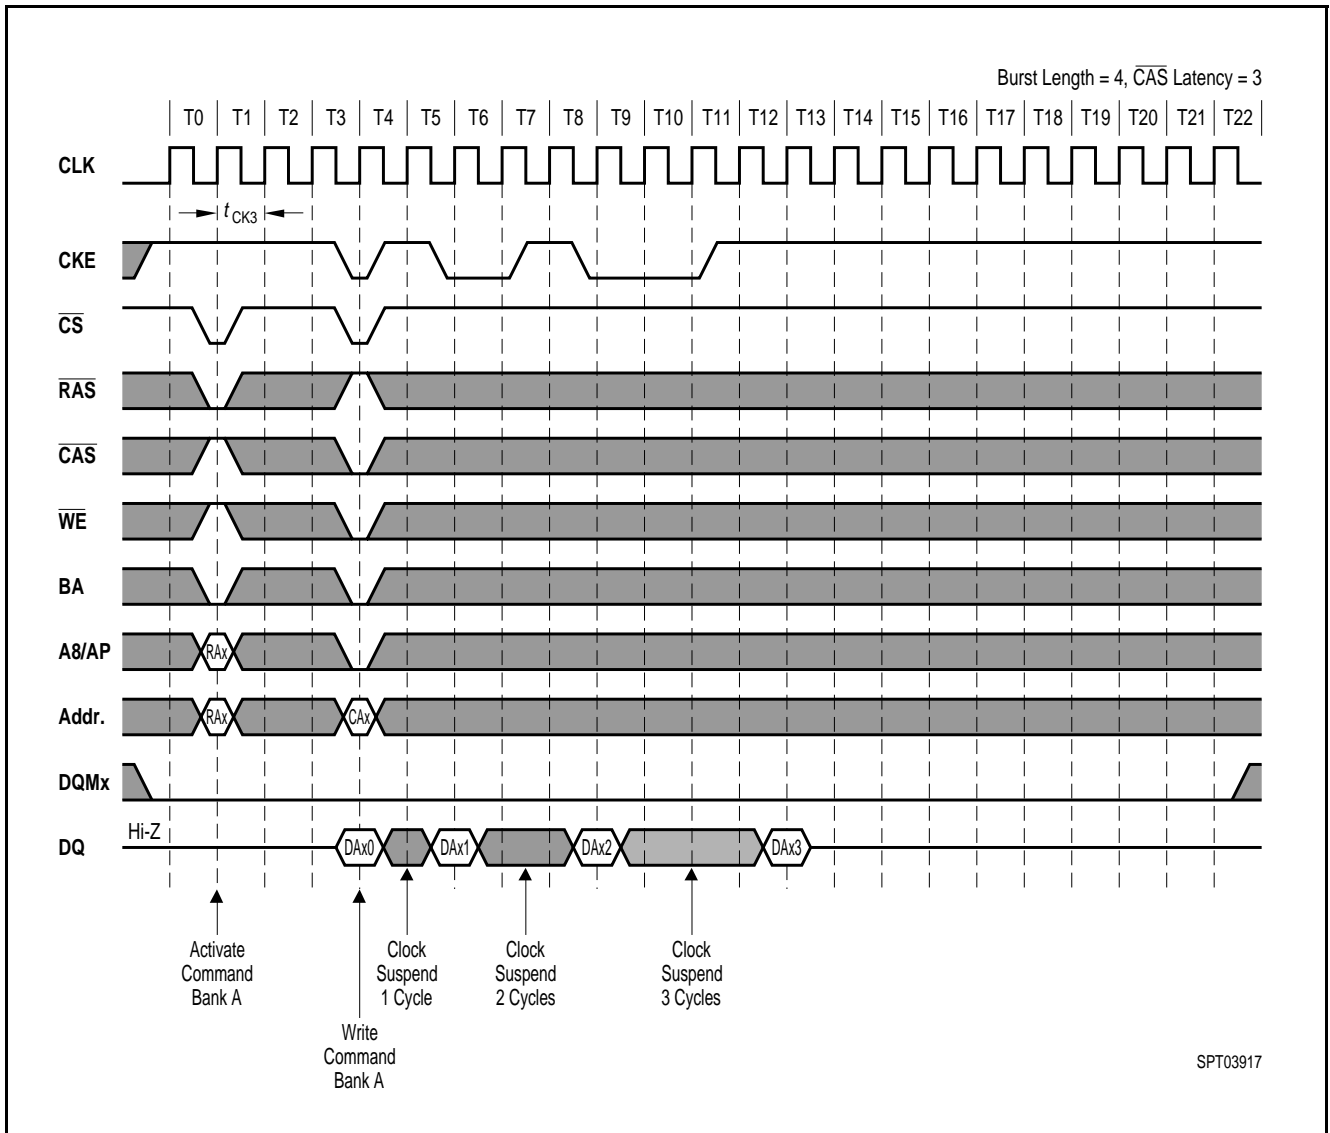 Burst Length = 4, CAS Latency = 3
T0 T1 T2 T3 T4 T5 T6 T7 T8 T9 T10 T11 T12 T13 T14 T15 T16 T17 T18 T19 T20 T21 T22
CLK
t CK3
CKE
CS
RAS
CAS
WE
BA
A8/AP RAx
Addr. RAx CAx
DQMx
Hi-Z
DQ DAx0 DAx1 DAx2 DAx3
Activate
Command
Bank A
Write
Command
Bank A
Clock
Suspend
1 Cycle
Clock
Suspend
2 Cycles
Clock
Suspend
3 Cycles
SPT03917